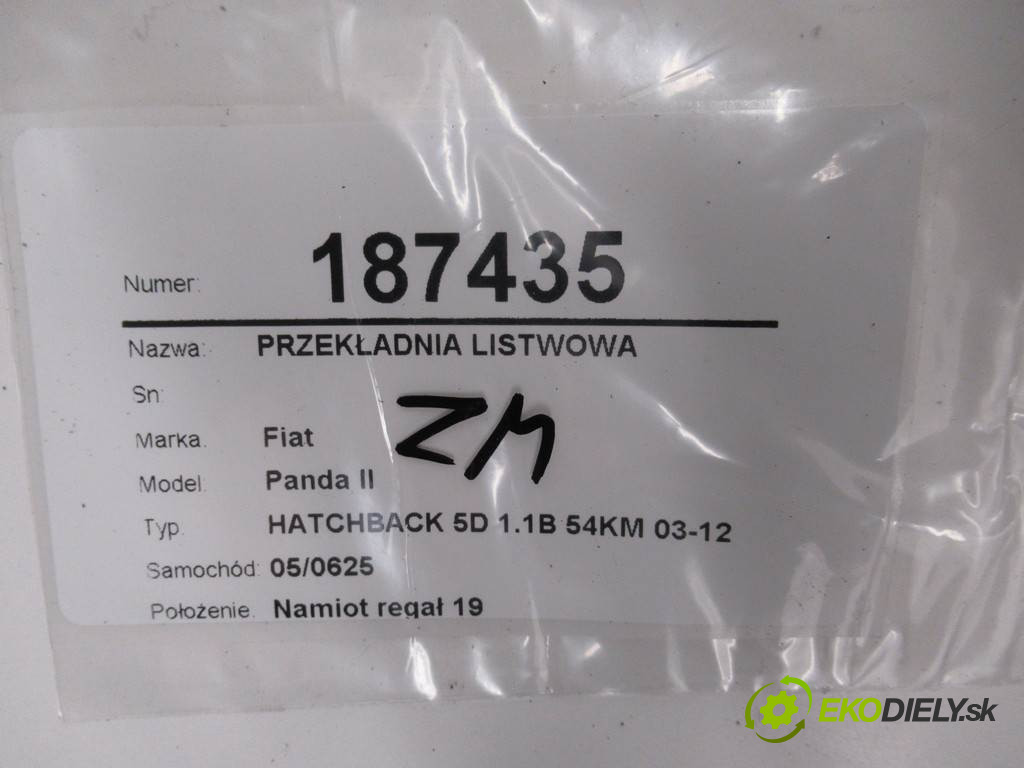 Numer: 187435
Nazwa: PRZEKŁADNIA LISTWOWA
Sn:
ZM
Marka. Fiat
Model: Panda II
Typ. HATCHBACK 5D 1.1B 54KM 03-12
Samochód: 05/0625
Położenie. Namiot regał 19
EKODIELY.sk